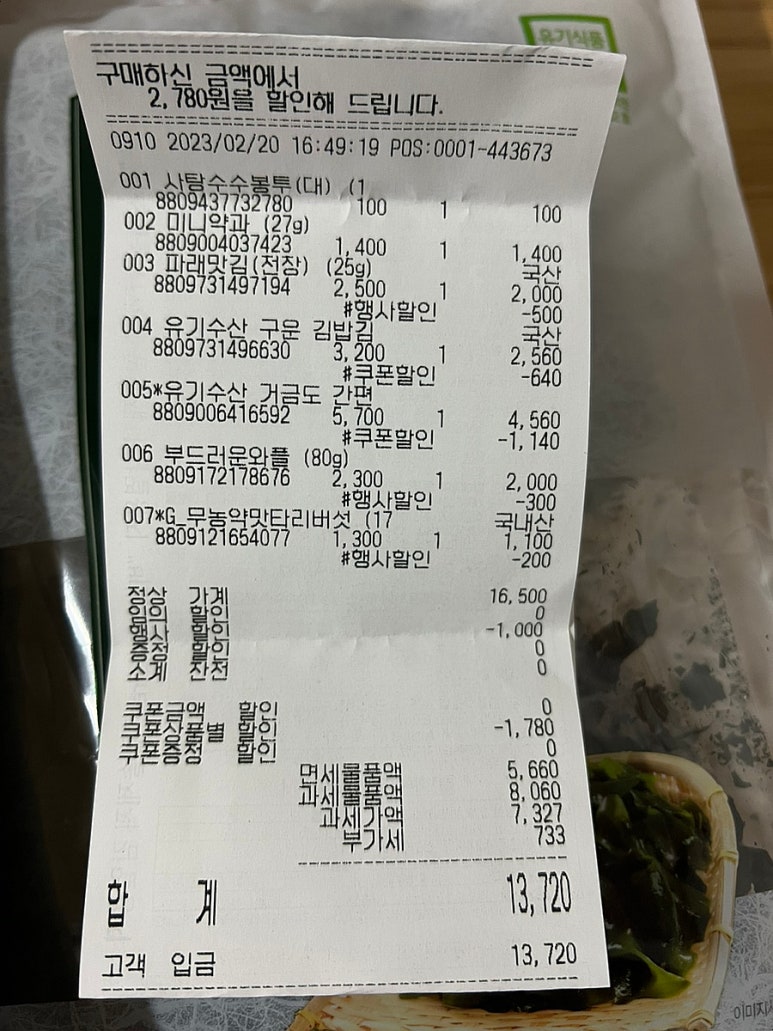 유기식품
구매하신 금액에서
2,780원을 할인해 드립니다.
0910 2023/02/20 16:49:19 POS:0001-443673
001 사탕수수봉투(대) (1
8809437732780 100 1 100
002 미니약과 (27g)
8809004037423 1,400 1 1,400
003 파래맛김(전장) (25g) 국산
8809731497194 2,500 1 2,000
#행사할인 -500
004 유기수산 구운 김밥김 국산
8809731496630 3,200 1 2,560
#쿠폰할인 -640
005*유기수산 거금도 간편
8809006416592 5,700 1 4,560
#쿠폰할인 -1,140
006 부드러운와플 (80g)
8809172178676 2,300 1 2,000
#행사할인 -300
007*G_무농약맛타리버섯 (17 국내산
8809121654077 1,300 1 1,100
#행사할인 -200
정상 가계 16,500
임의 할인 0
행사 할인 -1,000
증정 할인 0
소계 잔전 0
쿠폰금액 할인 0
쿠폰상품별 할인 -1,780
쿠폰증정 할인 0
면세물품액 5,660
과세물품액 8,060
과세가액 7,327
부가세 733
합 계 13,720
고객 입금 13,720
이미지